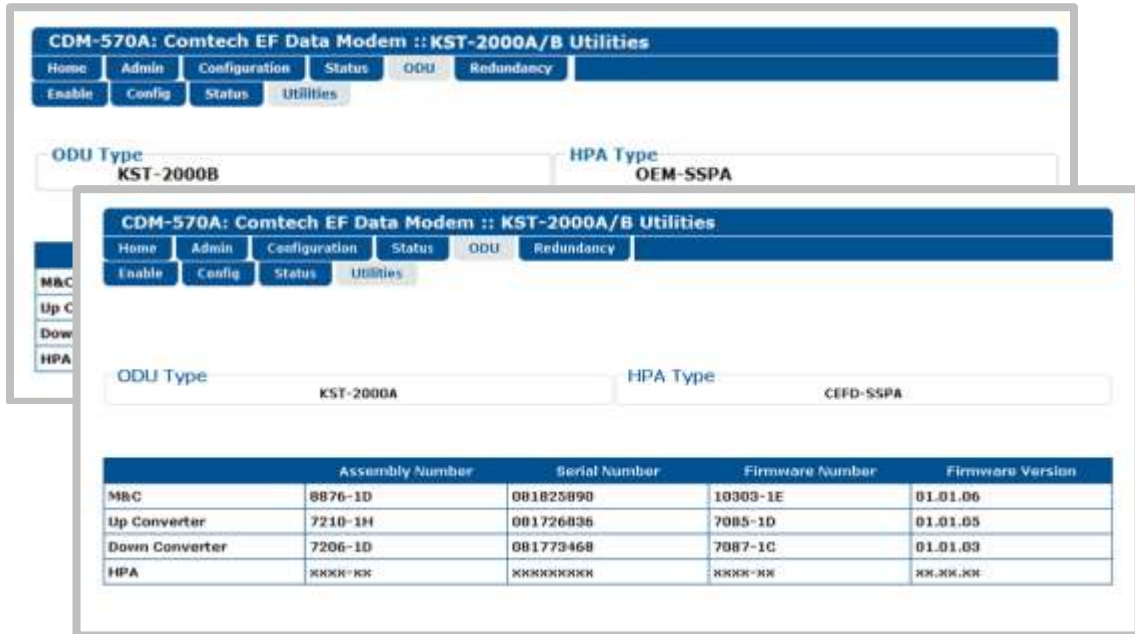 CDM-570A: Comtech EF Data Modem :: KST-2000A/B Utilities
Home Admin Configuration Status ODU Redundancy
Enable Config Status Utilities
ODU Type HPA Type
KST-2000B OEM-SSPA
M&C
Up C
Dow
HPA
CDM-570A: Comtech EF Data Modem :: KST-2000A/B Utilities
Home Admin Configuration Status ODU Redundancy
Enable Config Status Utilities
ODU Type HPA Type
KST-2000A CEFD-SSPA
Assembly Number Serial Number Firmware Number Firmware Version
M&C 8876-1D 081825890 10303-1E 01.01.06
Up Converter 7210-1H 081726836 7085-1D 01.01.05
Down Converter 7206-1D 081773468 7087-1C 01.01.03
HPA xxxx-xx xxxxxxxxx xxxx-xx xx.xx.xx